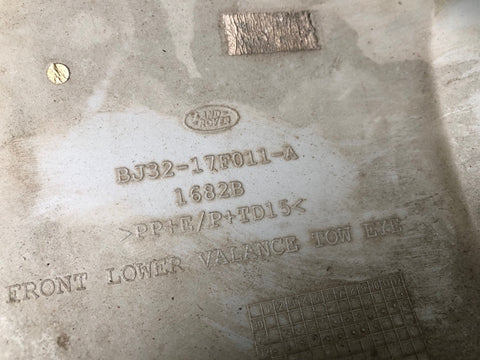 LAND-
ROVER
BJ32-17F011-A
1682B
>PP+E/P+TD15<
FRONT LOWER VALANCE TOW EYE